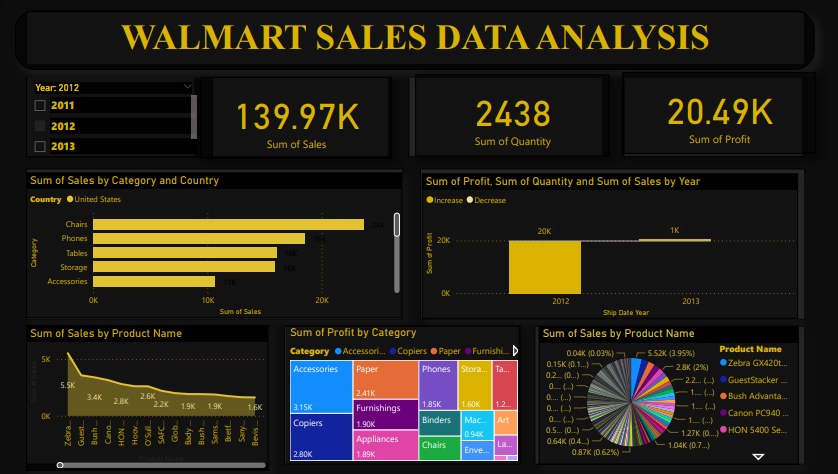 WALMART SALES DATA ANALYSIS
Year: 2012
2011
2012
2013
139.97K
Sum of Sales
2438
Sum of Quantity
20.49K
Sum of Profit
Sum of Sales by Category and Country
Country United States
Category
Chairs
Phones
Tables
Storage
Accessories
0K 10K 20K
Sum of Sales
Sum of Profit, Sum of Quantity and Sum of Sales by Year
Increase Decrease
Sum of Profit
20K
0K
20K
1K
2012 2013
Ship Date Year
Sum of Sales by Product Name
5K
0K
5.5K
3.4K
2.8K
2.6K
2.2K
1.9K
1.9K
1.6K
Zebra...
Guest...
Bush ...
Cano...
HON ...
Hoov...
O'Sull...
SAFC...
Glob...
Bady ...
Bush ...
Sams...
Bretf...
Sany...
Bevis ...
Product Name
Sum of Profit by Category
Category Accessori... Copiers Paper Furnishi...
Accessories
3.15K
Copiers
2.80K
Paper
2.41K
Furnishings
1.90K
Appliances
1.89K
Phones
1.85K
Binders
Chairs
Stora...
1.60K
Mac...
0.94K
Enve...
Ta...
1.2...
Art
La...
Sum of Sales by Product Name
0.04K (0.03%)
0.15K (0.1...)
0.... (...)
0.2... (...)
0.... (...)
0.... (...)
0.5... (...)
0.64K (0.4...)
0.87K (0.62%)
5.52K (3.95%)
2.8K (2%)
2.2... (...)
1.... (...)
1.... (...)
1.... (...)
1.27K (0....)
1.04K (0.7...)
Product Name
Zebra GX420t...
GuestStacker ...
Bush Advanta...
Canon PC940 ...
HON 5400 Se...